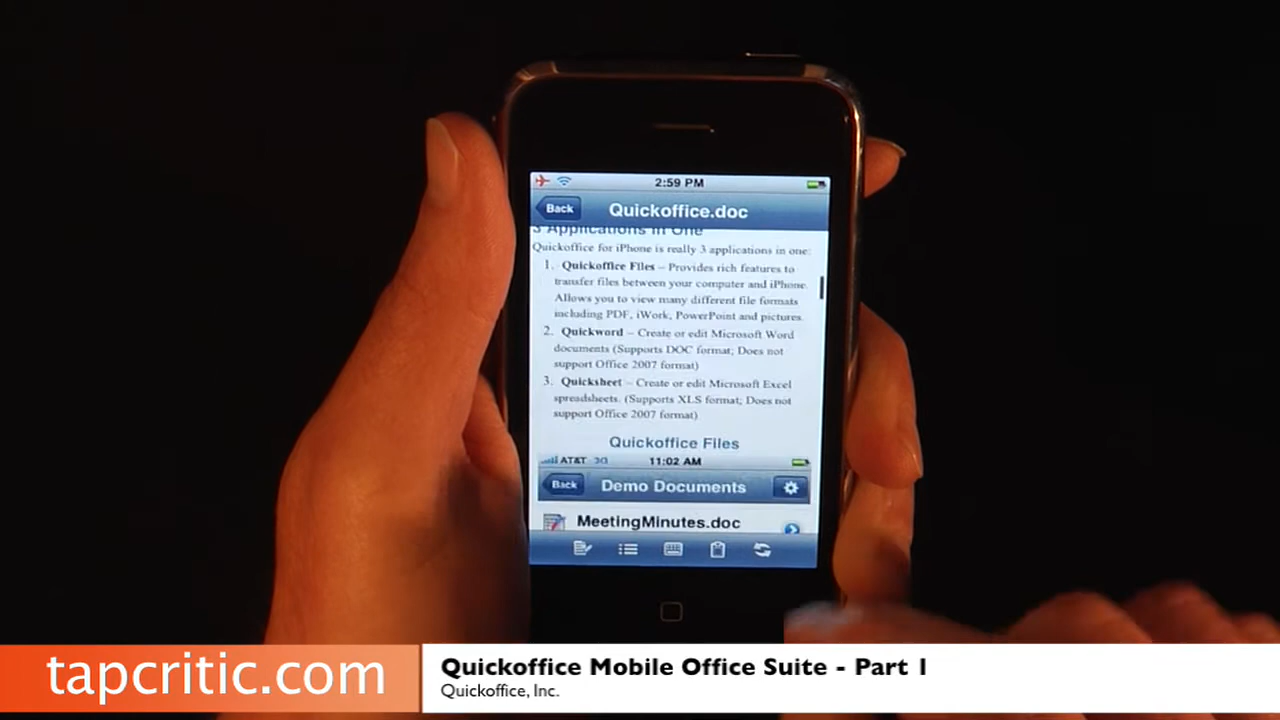 2:59 PM
Back
Quickoffice.doc
3 Applications in One
Quickoffice for iPhone is really 3 applications in one:
1. Quickoffice Files – Provides rich features to
transfer files between your computer and iPhone.
Allows you to view many different file formats
including PDF, iWork, PowerPoint and pictures.
2. Quickword – Create or edit Microsoft Word
documents (Supports DOC format; Does not
support Office 2007 format)
3. Quicksheet – Create or edit Microsoft Excel
spreadsheets. (Supports XLS format; Does not
support Office 2007 format)
Quickoffice Files
AT&T 3G 11:02 AM
Back
Demo Documents
MeetingMinutes.doc
tapcritic.com
Quickoffice Mobile Office Suite - Part 1
Quickoffice, Inc.